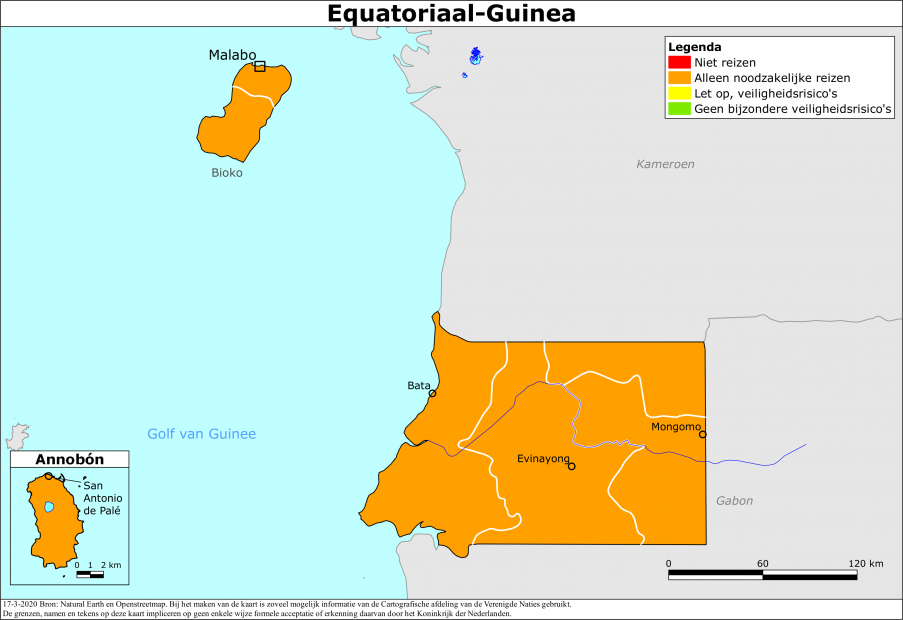 Equatoriaal-Guinea
Malabo
Bioko
Legenda
Niet reizen
Alleen noodzakelijke reizen
Let op, veiligheidsrisico's
Geen bijzondere veiligheidsrisico's
Kameroen
Bata
Golf van Guinee
Mongomo
Evinayong
Gabon
Annobón
San
Antonio
de Palé
0 1 2 km
0 60 120 km
17-3-2020 Bron: Natural Earth en Openstreetmap. Bij het maken van de kaart is zoveel mogelijk informatie van de Cartografische afdeling van de Verenigde Naties gebruikt.
De grenzen, namen en tekens op deze kaart impliceren op geen enkele wijze formele acceptatie of erkenning daarvan door het Koninkrijk der Nederlanden.